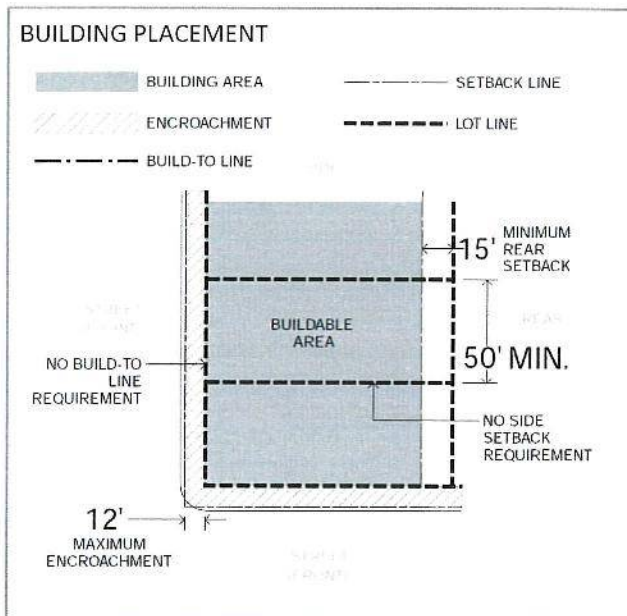 BUILDING PLACEMENT
BUILDING AREA
SETBACK LINE
ENCROACHMENT
LOT LINE
BUILD-TO LINE
15'
MINIMUM
REAR
SETBACK
BUILDABLE
AREA
NO BUILD-TO
LINE
REQUIREMENT
50' MIN.
NO SIDE
SETBACK
REQUIREMENT
12'
MAXIMUM
ENCROACHMENT